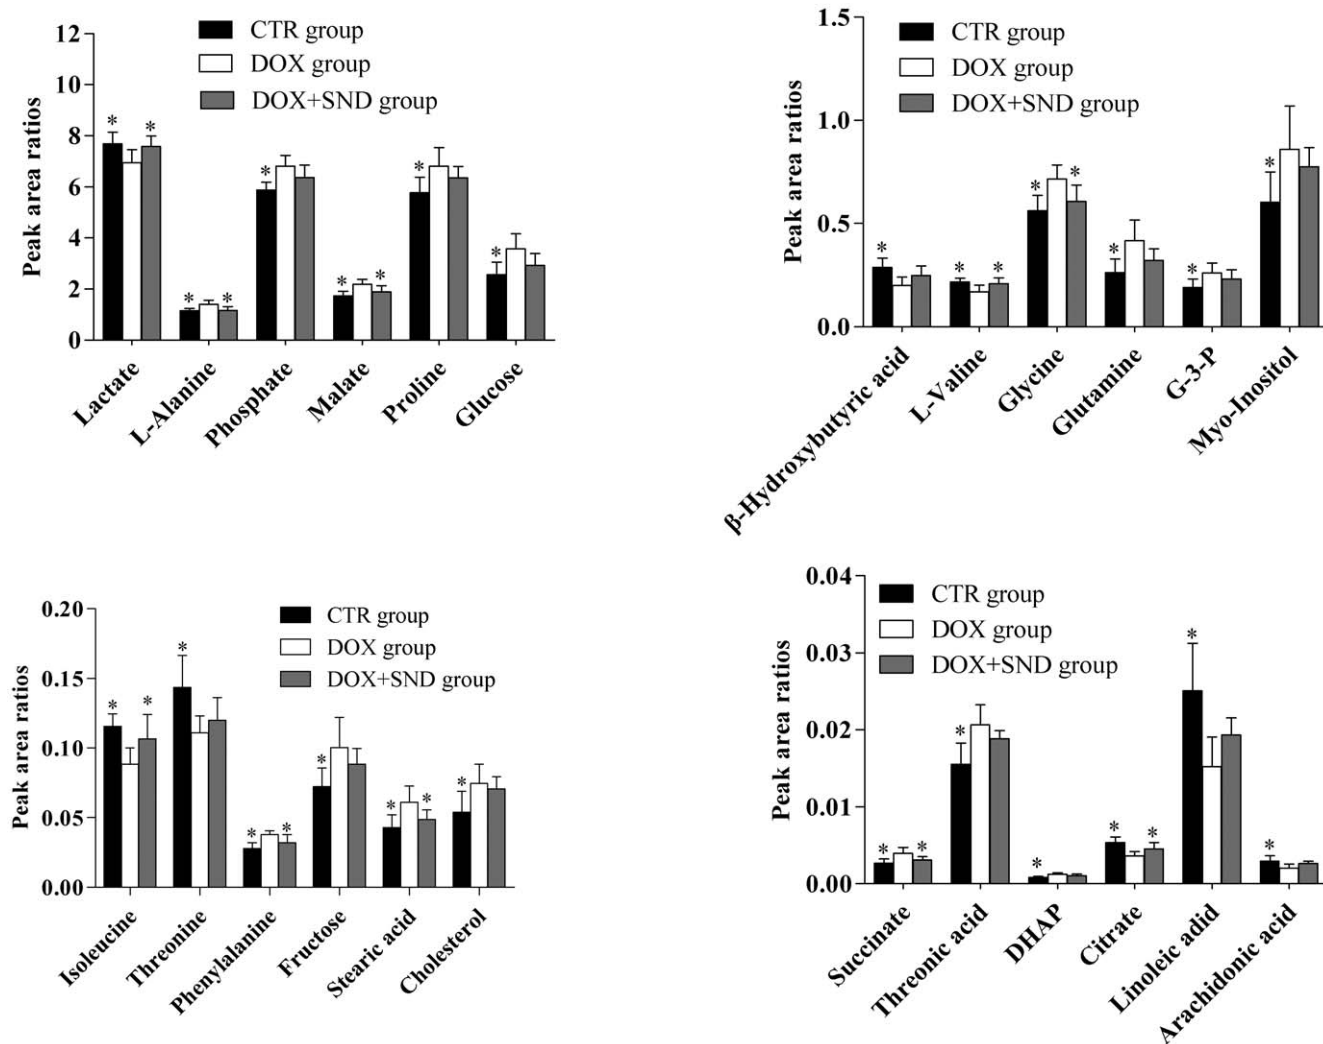 Peak area ratios
12
10
8
6
4
2
0
CTR group
DOX group
DOX+SND group
* * * * * * * * *
Lactate
L-Alanine
Phosphate
Malate
Proline
Glucose
Peak area ratios
1.5
1.0
0.5
0.0
CTR group
DOX group
DOX+SND group
* * * * * * * *
β-Hydroxybutyric acid
L-Valine
Glycine
Glutamine
G-3-P
Myo-Inositol
Peak area ratios
0.20
0.15
0.10
0.05
0.00
CTR group
DOX group
DOX+SND group
* * * * * * * * *
Isoleucine
Threonine
Phenylalanine
Fructose
Stearic acid
Cholesterol
Peak area ratios
0.04
0.03
0.02
0.01
0.00
CTR group
DOX group
DOX+SND group
* * * * * * * *
Succinate
Threonic acid
DHAP
Citrate
Linoleic adid
Arachidonic acid